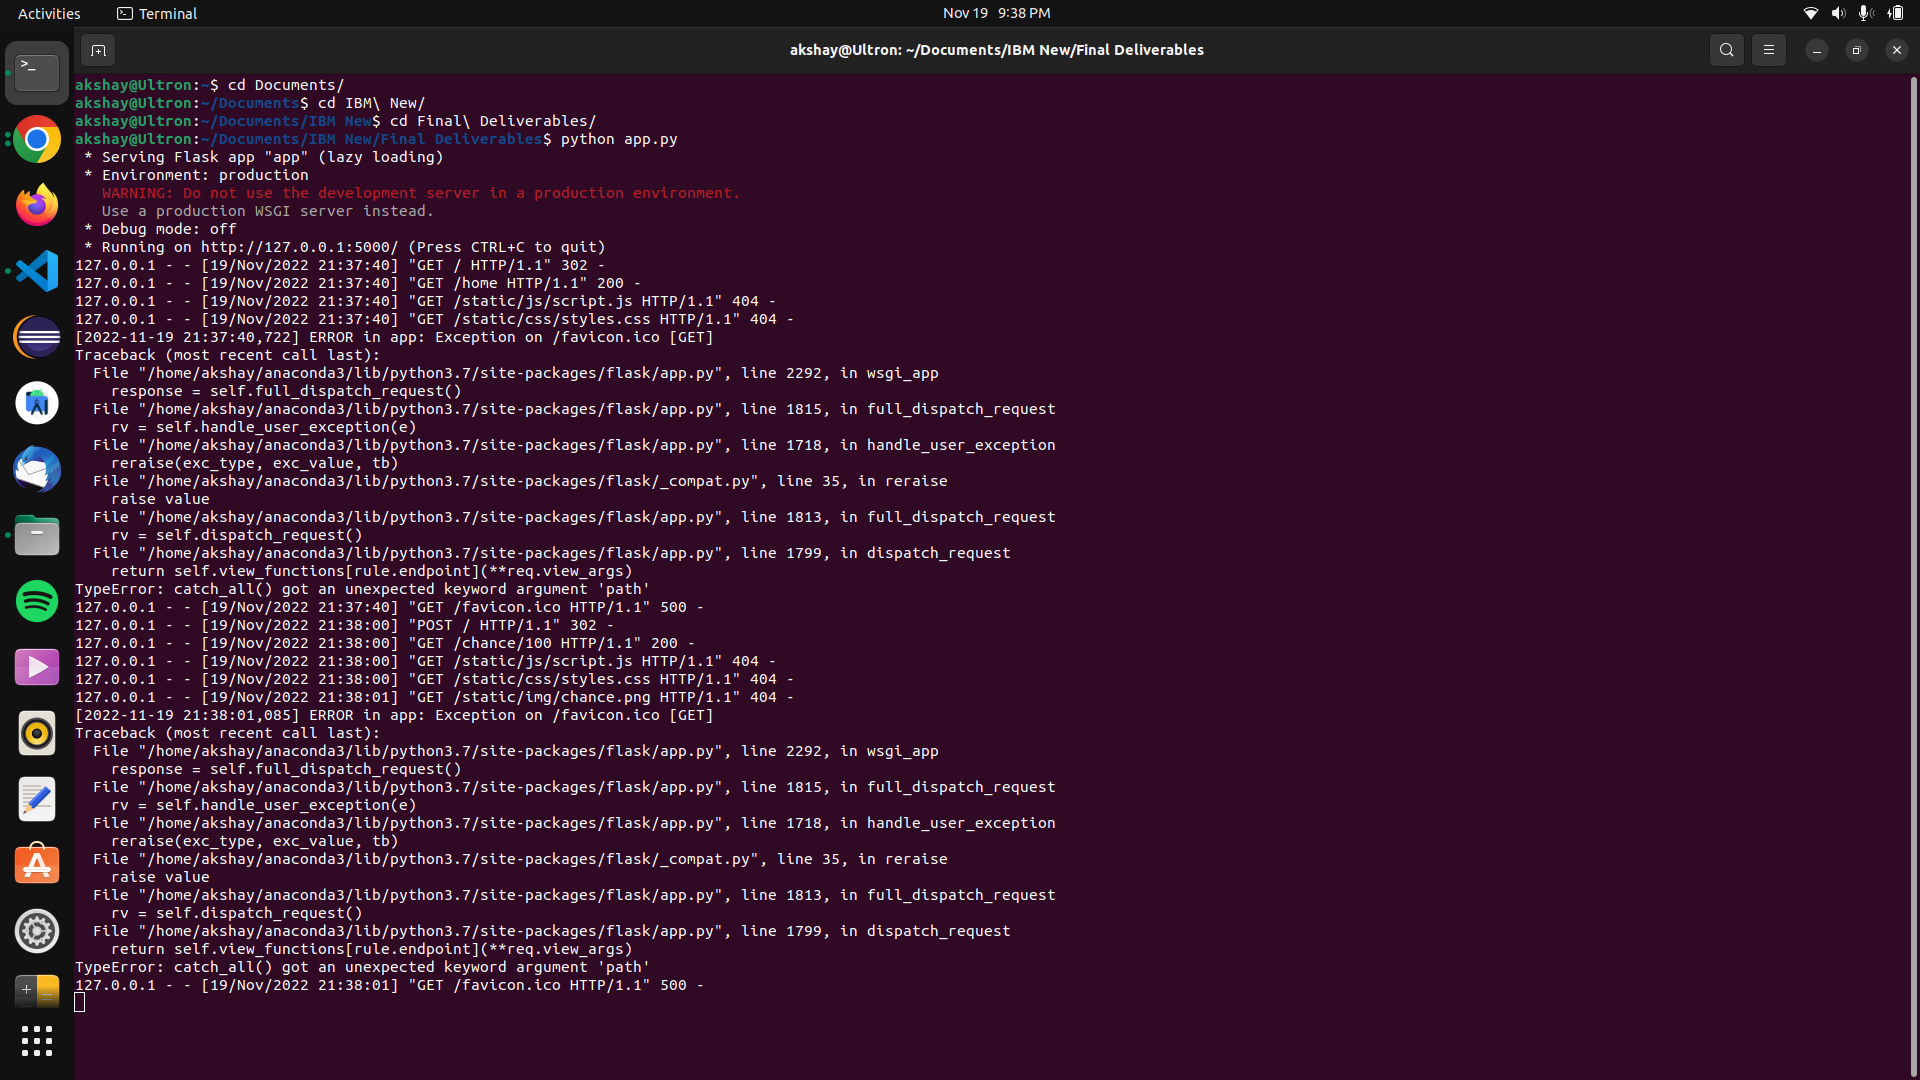 Activities
Terminal
Nov 19 9:38 PM
akshay@Ultron: ~/Documents/IBM New/Final Deliverables
akshay@Ultron:~$ cd Documents/
akshay@Ultron:~/Documents$ cd IBM\ New/
akshay@Ultron:~/Documents/IBM New$ cd Final\ Deliverables/
akshay@Ultron:~/Documents/IBM New/Final Deliverables$ python app.py
 * Serving Flask app "app" (lazy loading)
 * Environment: production
   WARNING: Do not use the development server in a production environment.
   Use a production WSGI server instead.
 * Debug mode: off
 * Running on http://127.0.0.1:5000/ (Press CTRL+C to quit)
127.0.0.1 - - [19/Nov/2022 21:37:40] "GET / HTTP/1.1" 302 -
127.0.0.1 - - [19/Nov/2022 21:37:40] "GET /home HTTP/1.1" 200 -
127.0.0.1 - - [19/Nov/2022 21:37:40] "GET /static/js/script.js HTTP/1.1" 404 -
127.0.0.1 - - [19/Nov/2022 21:37:40] "GET /static/css/styles.css HTTP/1.1" 404 -
[2022-11-19 21:37:40,722] ERROR in app: Exception on /favicon.ico [GET]
Traceback (most recent call last):
  File "/home/akshay/anaconda3/lib/python3.7/site-packages/flask/app.py", line 2292, in wsgi_app
    response = self.full_dispatch_request()
  File "/home/akshay/anaconda3/lib/python3.7/site-packages/flask/app.py", line 1815, in full_dispatch_request
    rv = self.handle_user_exception(e)
  File "/home/akshay/anaconda3/lib/python3.7/site-packages/flask/app.py", line 1718, in handle_user_exception
    reraise(exc_type, exc_value, tb)
  File "/home/akshay/anaconda3/lib/python3.7/site-packages/flask/_compat.py", line 35, in reraise
    raise value
  File "/home/akshay/anaconda3/lib/python3.7/site-packages/flask/app.py", line 1813, in full_dispatch_request
    rv = self.dispatch_request()
  File "/home/akshay/anaconda3/lib/python3.7/site-packages/flask/app.py", line 1799, in dispatch_request
    return self.view_functions[rule.endpoint](**req.view_args)
TypeError: catch_all() got an unexpected keyword argument 'path'
127.0.0.1 - - [19/Nov/2022 21:37:40] "GET /favicon.ico HTTP/1.1" 500 -
127.0.0.1 - - [19/Nov/2022 21:38:00] "POST / HTTP/1.1" 302 -
127.0.0.1 - - [19/Nov/2022 21:38:00] "GET /chance/100 HTTP/1.1" 200 -
127.0.0.1 - - [19/Nov/2022 21:38:00] "GET /static/js/script.js HTTP/1.1" 404 -
127.0.0.1 - - [19/Nov/2022 21:38:00] "GET /static/css/styles.css HTTP/1.1" 404 -
127.0.0.1 - - [19/Nov/2022 21:38:01] "GET /static/img/chance.png HTTP/1.1" 404 -
[2022-11-19 21:38:01,085] ERROR in app: Exception on /favicon.ico [GET]
Traceback (most recent call last):
  File "/home/akshay/anaconda3/lib/python3.7/site-packages/flask/app.py", line 2292, in wsgi_app
    response = self.full_dispatch_request()
  File "/home/akshay/anaconda3/lib/python3.7/site-packages/flask/app.py", line 1815, in full_dispatch_request
    rv = self.handle_user_exception(e)
  File "/home/akshay/anaconda3/lib/python3.7/site-packages/flask/app.py", line 1718, in handle_user_exception
    reraise(exc_type, exc_value, tb)
  File "/home/akshay/anaconda3/lib/python3.7/site-packages/flask/_compat.py", line 35, in reraise
    raise value
  File "/home/akshay/anaconda3/lib/python3.7/site-packages/flask/app.py", line 1813, in full_dispatch_request
    rv = self.dispatch_request()
  File "/home/akshay/anaconda3/lib/python3.7/site-packages/flask/app.py", line 1799, in dispatch_request
    return self.view_functions[rule.endpoint](**req.view_args)
TypeError: catch_all() got an unexpected keyword argument 'path'
127.0.0.1 - - [19/Nov/2022 21:38:01] "GET /favicon.ico HTTP/1.1" 500 -